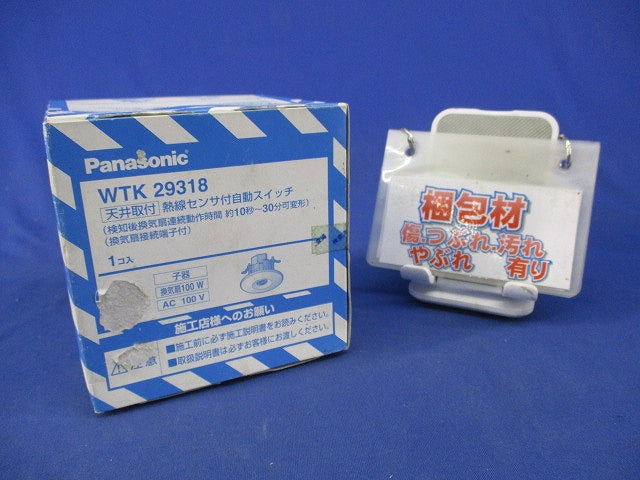 Panasonic
WTK 29318
天井取付 熱線センサ付自動スイッチ
(検知後換気扇連続動作時間 約10秒〜30分可変形)
(換気扇接続端子付)
1コ入
子器
換気扇100 W
AC 100 V
施工店様へのお願い
注意
■施工前に必ず施工説明書をお読みください。
■取扱説明書は必ずお客様にお渡しください。
梱包材
傷.つぶれ.汚れ
やぶれ 有り